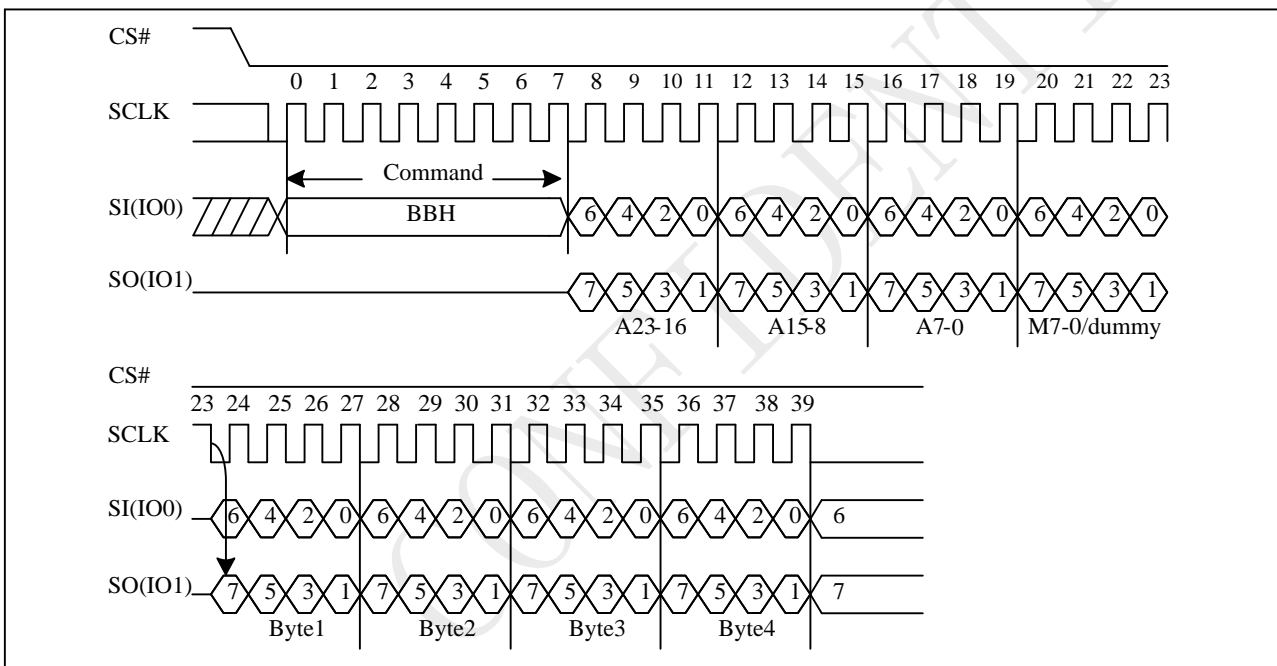 CS#
0 1 2 3 4 5 6 7 8 9 10 11 12 13 14 15 16 17 18 19 20 21 22 23
SCLK
Command
SI(IO0) BBH 6 4 2 0 6 4 2 0 6 4 2 0 6 4 2 0
SO(IO1) 7 5 3 1 7 5 3 1 7 5 3 1 7 5 3 1
A23-16 A15-8 A7-0 M7-0/dummy
CS#
23 24 25 26 27 28 29 30 31 32 33 34 35 36 37 38 39
SCLK
SI(IO0) 6 4 2 0 6 4 2 0 6 4 2 0 6 4 2 0 6
SO(IO1) 7 5 3 1 7 5 3 1 7 5 3 1 7 5 3 1 7
Byte1 Byte2 Byte3 Byte4
CONFIDENT